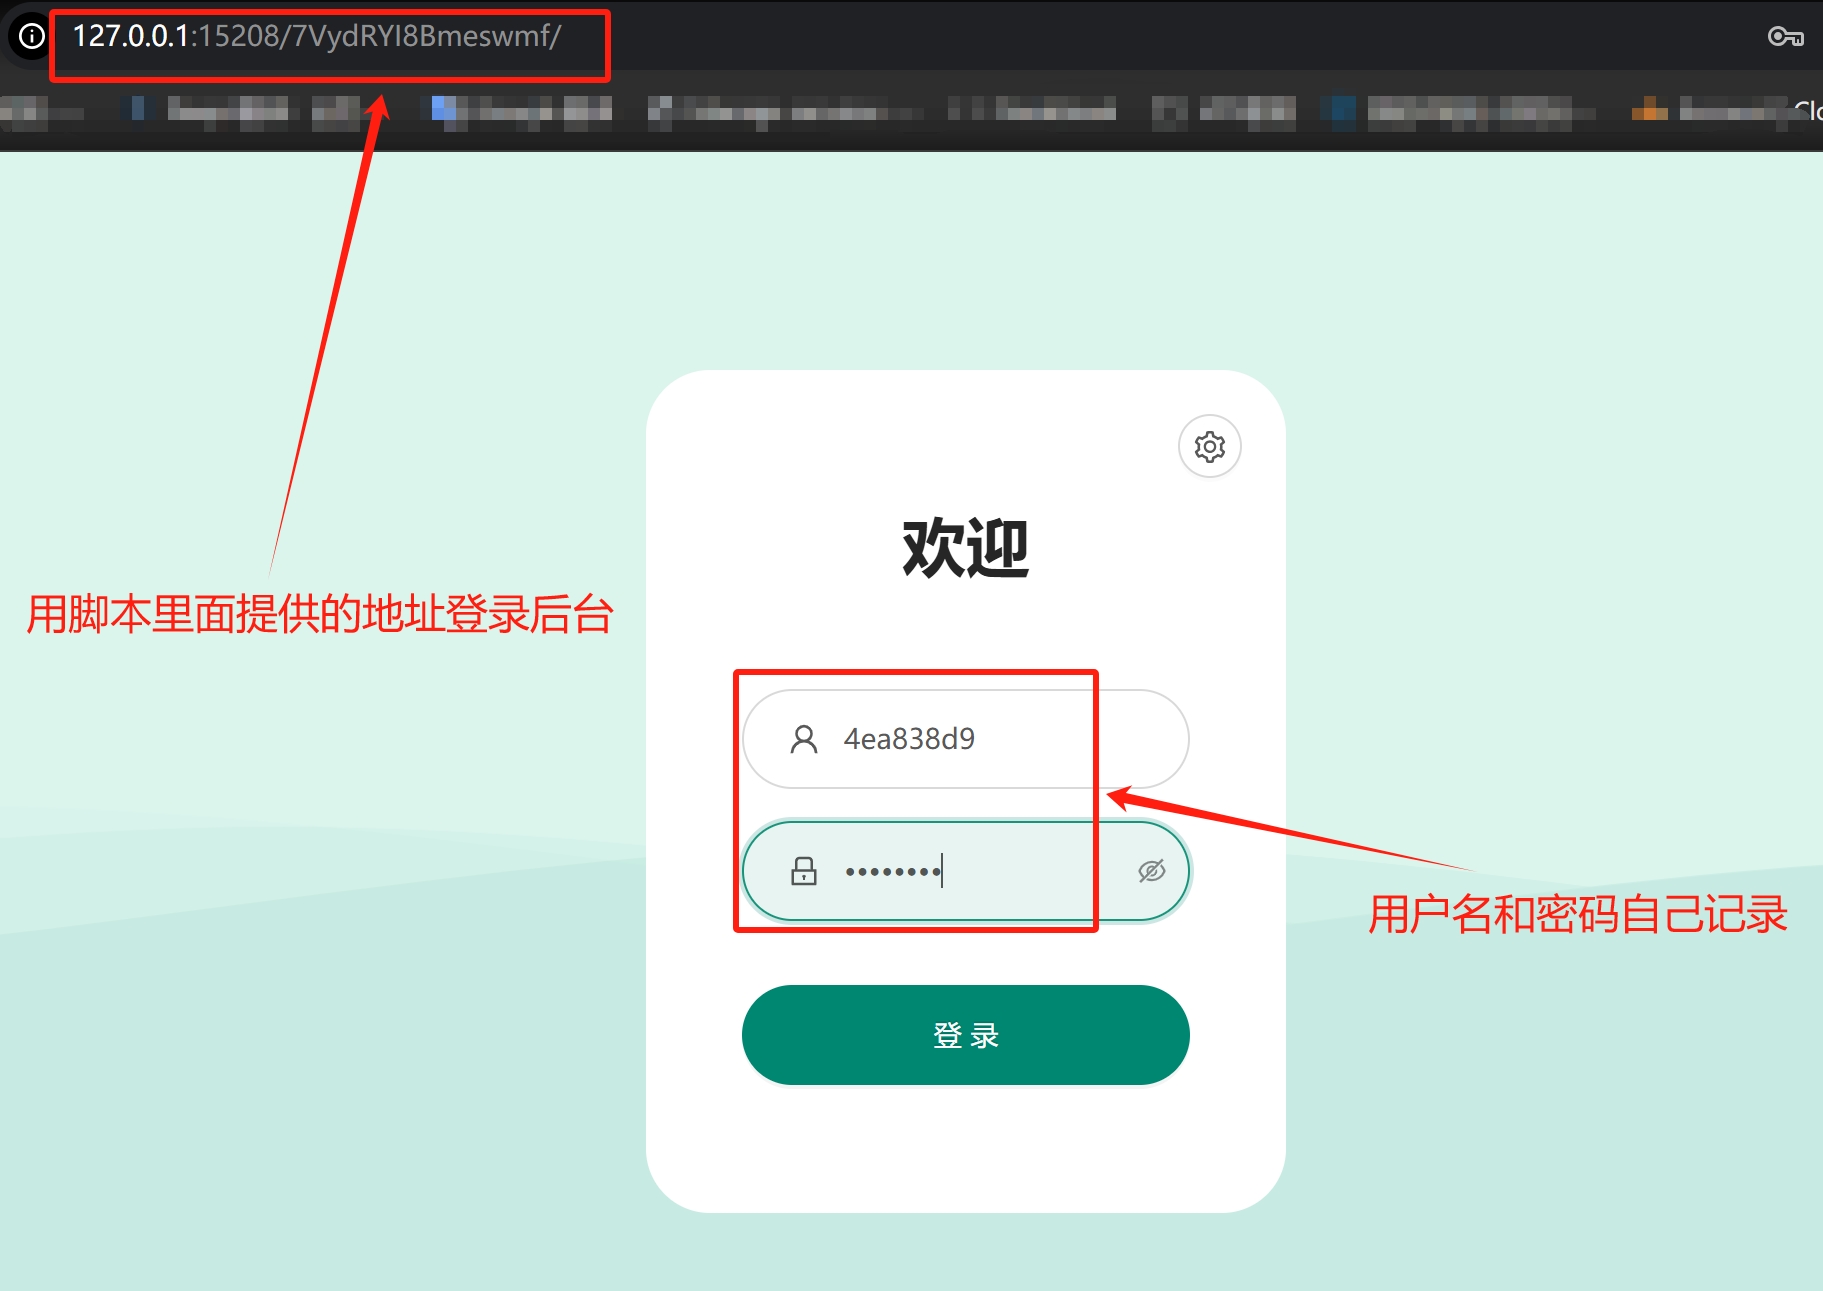 127.0.0.1:15208/7VydRYI8Bmeswmf/
Clo
欢迎
用脚本里面提供的地址登录后台
4ea838d9
••••••••
用户名和密码自己记录
登 录